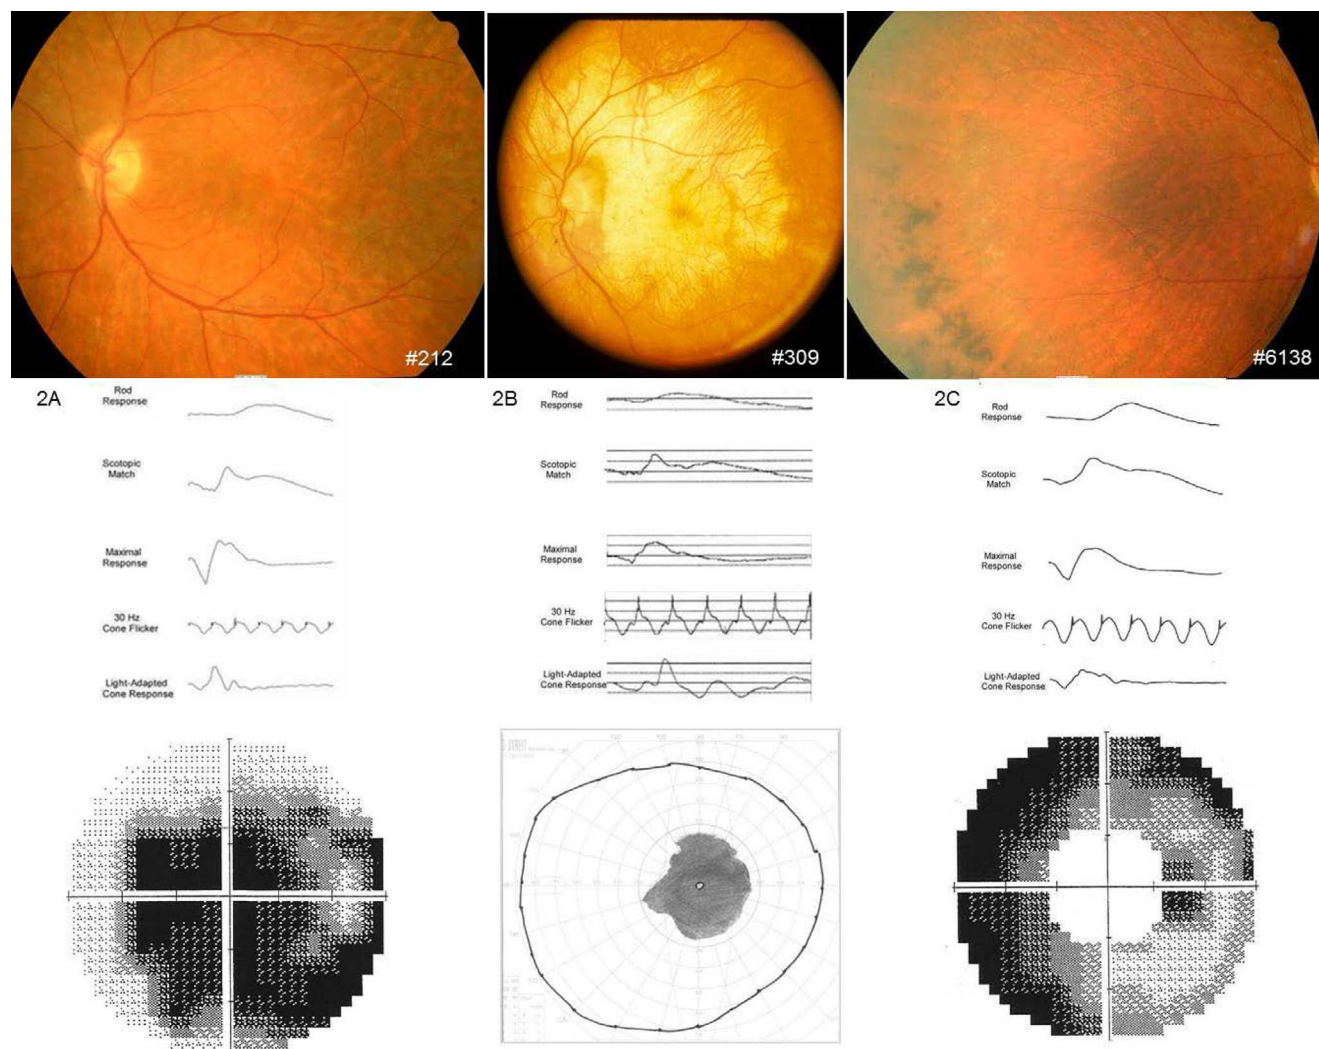 #212
#309
#6138
2A
Rod
Response
Scotopic
Match
Maximal
Response
30 Hz
Cone Flicker
Light-Adapted
Cone Response
2B
Rod
Response
Scotopic
Match
Maximal
Response
30 Hz
Cone Flicker
Light-Adapted
Cone Response
2C
Rod
Response
Scotopic
Match
Maximal
Response
30 Hz
Cone Flicker
Light-Adapted
Cone Response